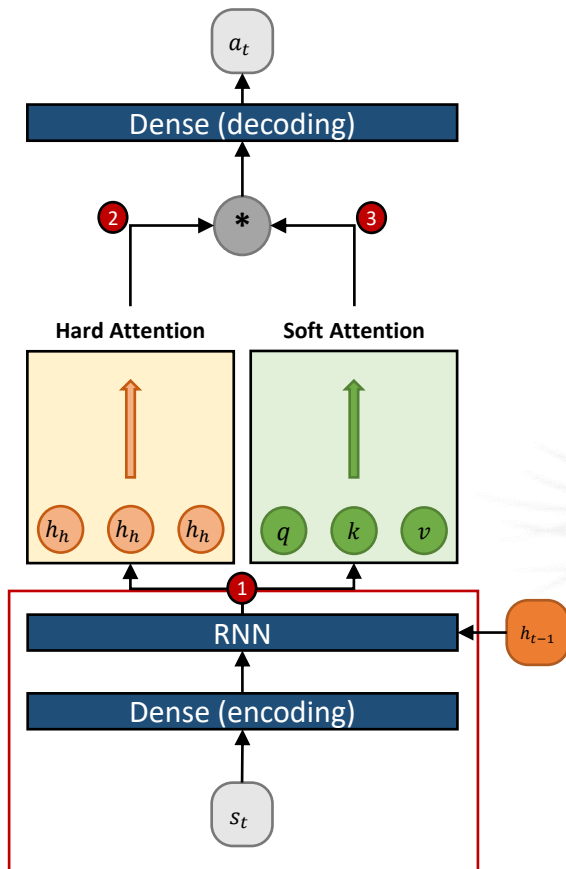 a_t
Dense (decoding)
2
*
3
Hard Attention
Soft Attention
h_h
h_h
h_h
q
k
v
1
RNN
h_{t−1}
Dense (encoding)
s_t